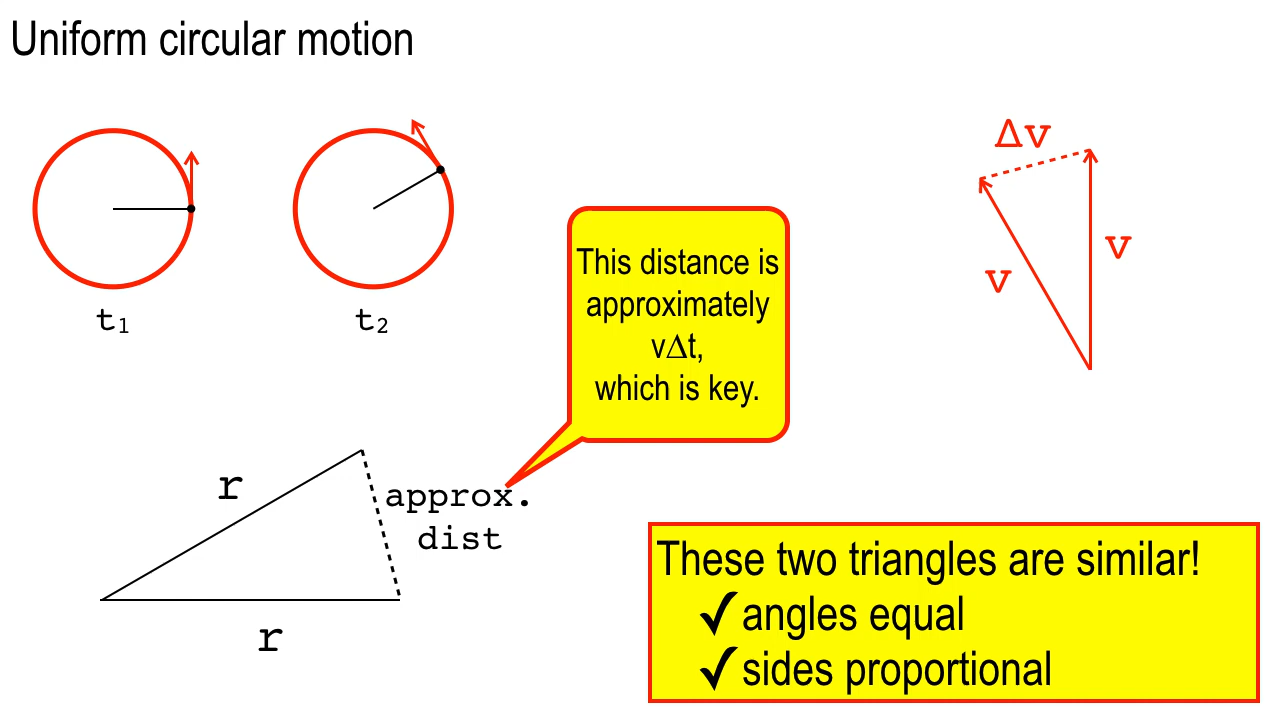 Uniform circular motion
t₁
t₂
Δv
v
v
This distance is
approximately
vΔt,
which is key.
r
approx.
dist
r
These two triangles are similar!
✓angles equal
✓sides proportional